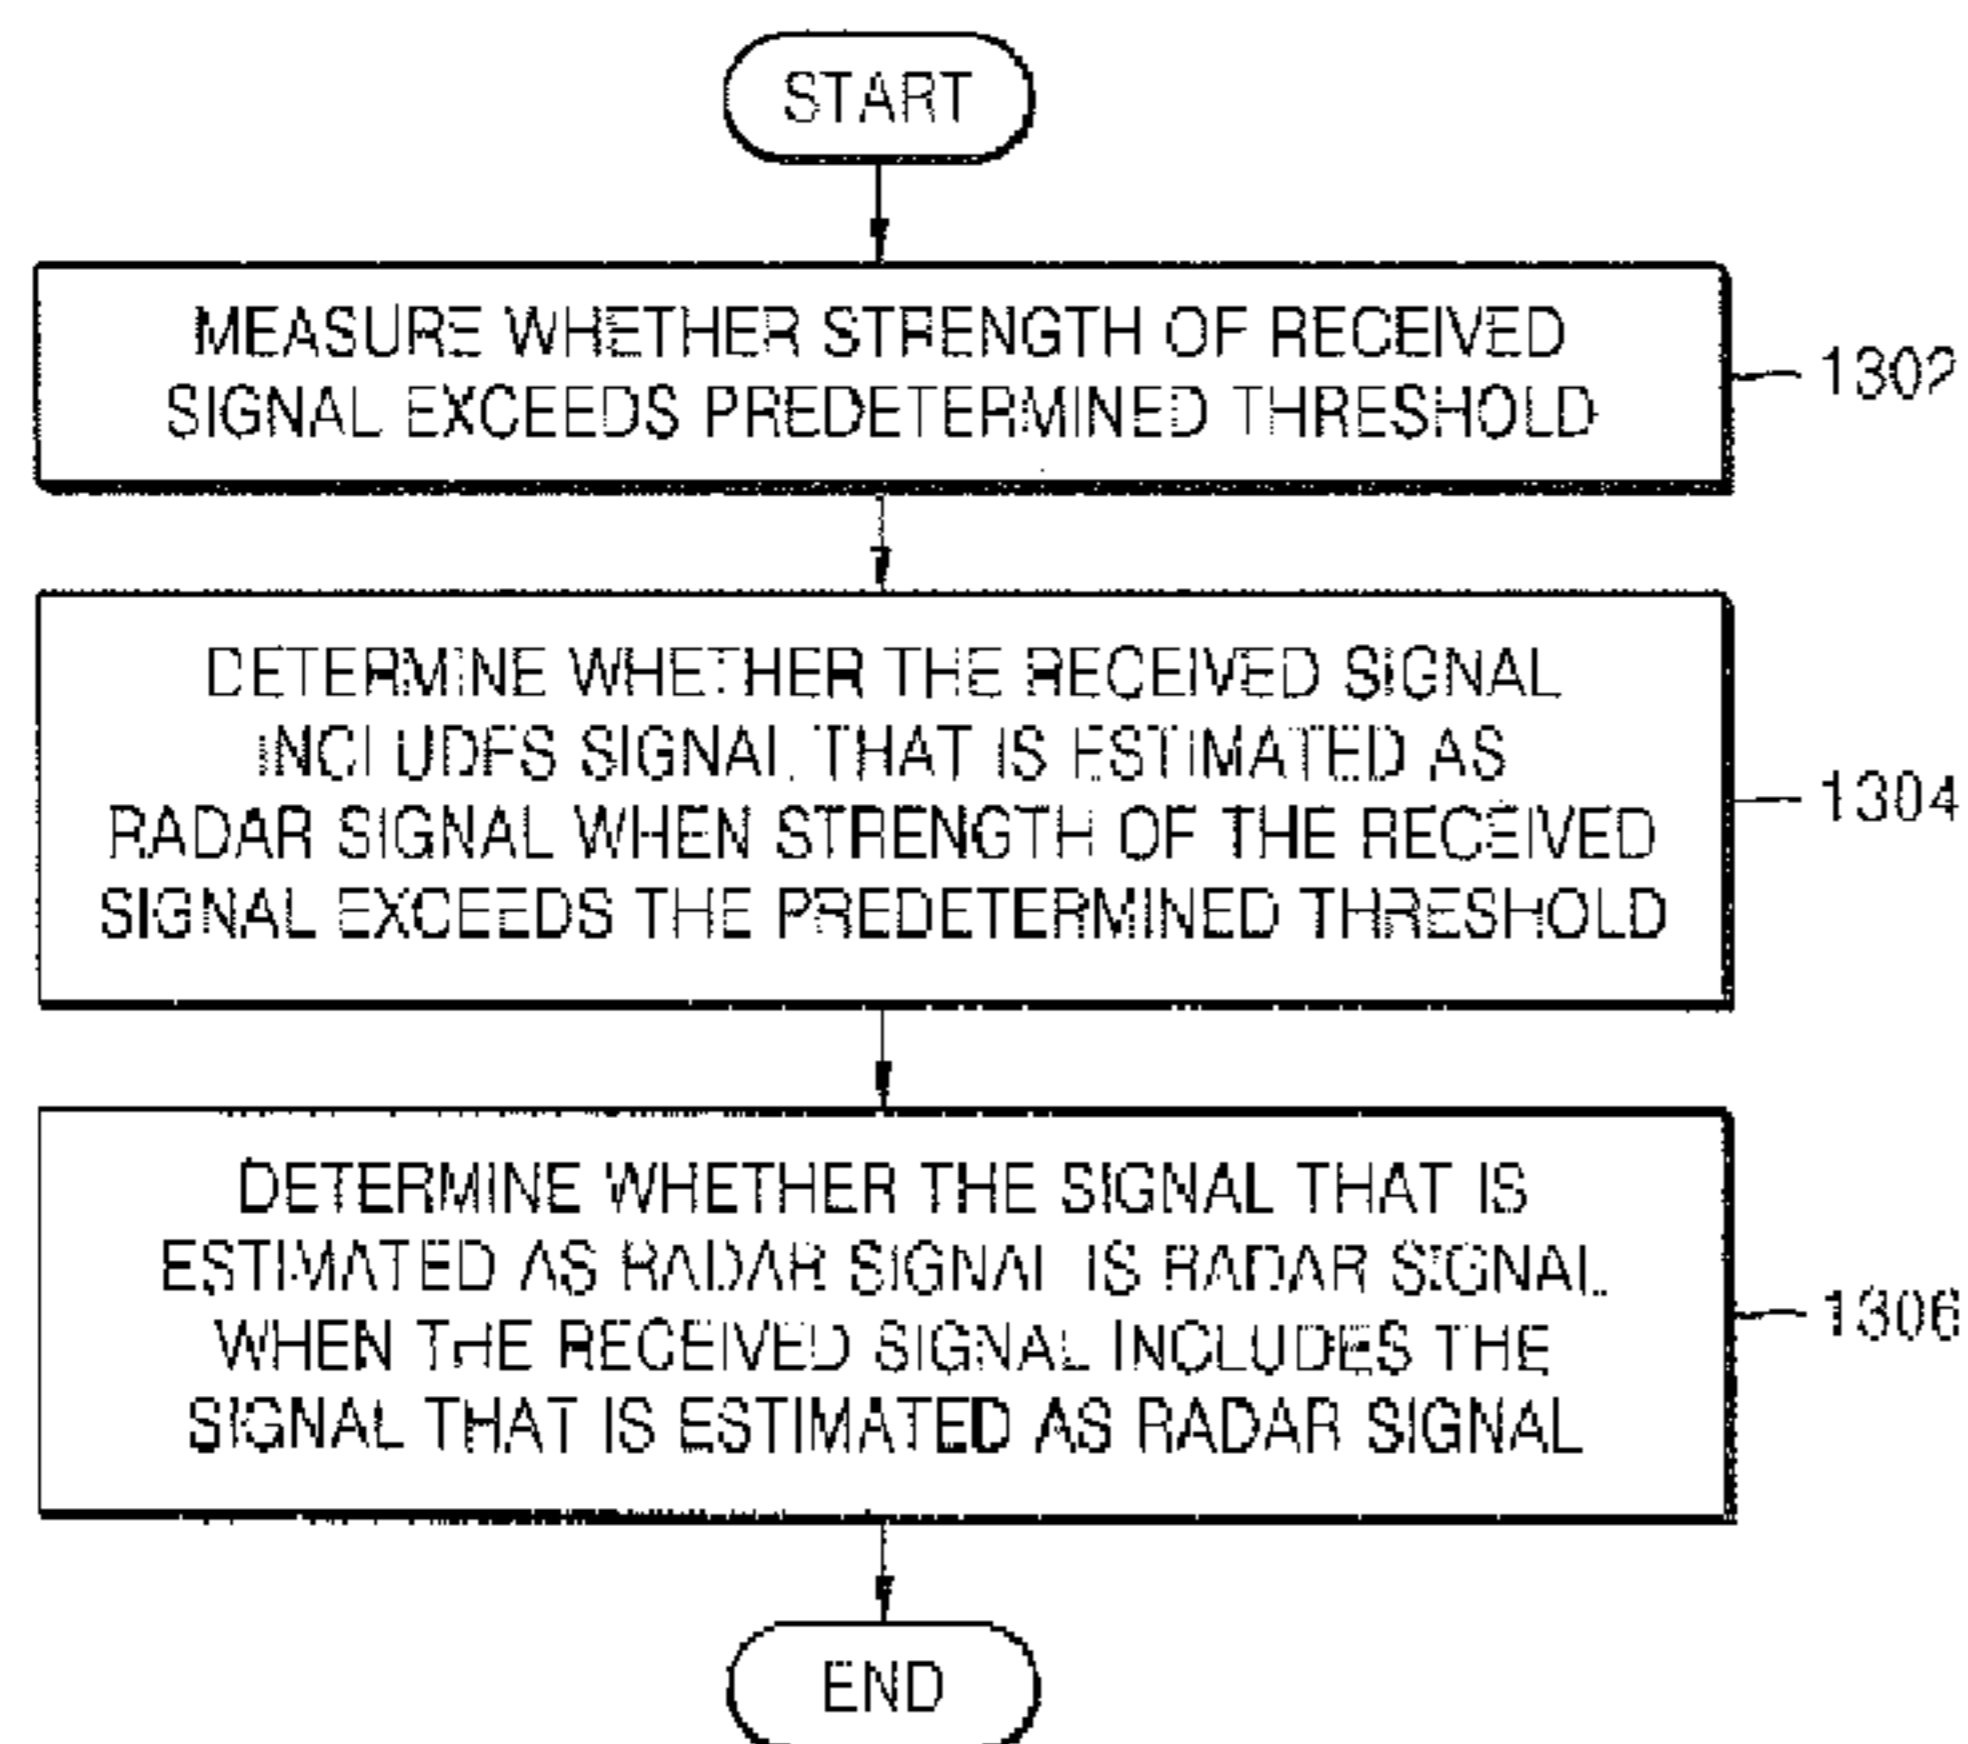 START
MEASURE WHETHER STRENGTH OF RECEIVED
SIGNAL EXCEEDS PREDETERMINED THRESHOLD
1302
DETERMINE WHETHER THE RECEIVED SIGNAL
INCLUDES SIGNAL THAT IS ESTIMATED AS
RADAR SIGNAL WHEN STRENGTH OF THE RECEIVED
SIGNAL EXCEEDS THE PREDETERMINED THRESHOLD
1304
DETERMINE WHETHER THE SIGNAL THAT IS
ESTIMATED AS RADAR SIGNAL IS RADAR SIGNAL
WHEN THE RECEIVED SIGNAL INCLUDES THE
SIGNAL THAT IS ESTIMATED AS RADAR SIGNAL
1306
END